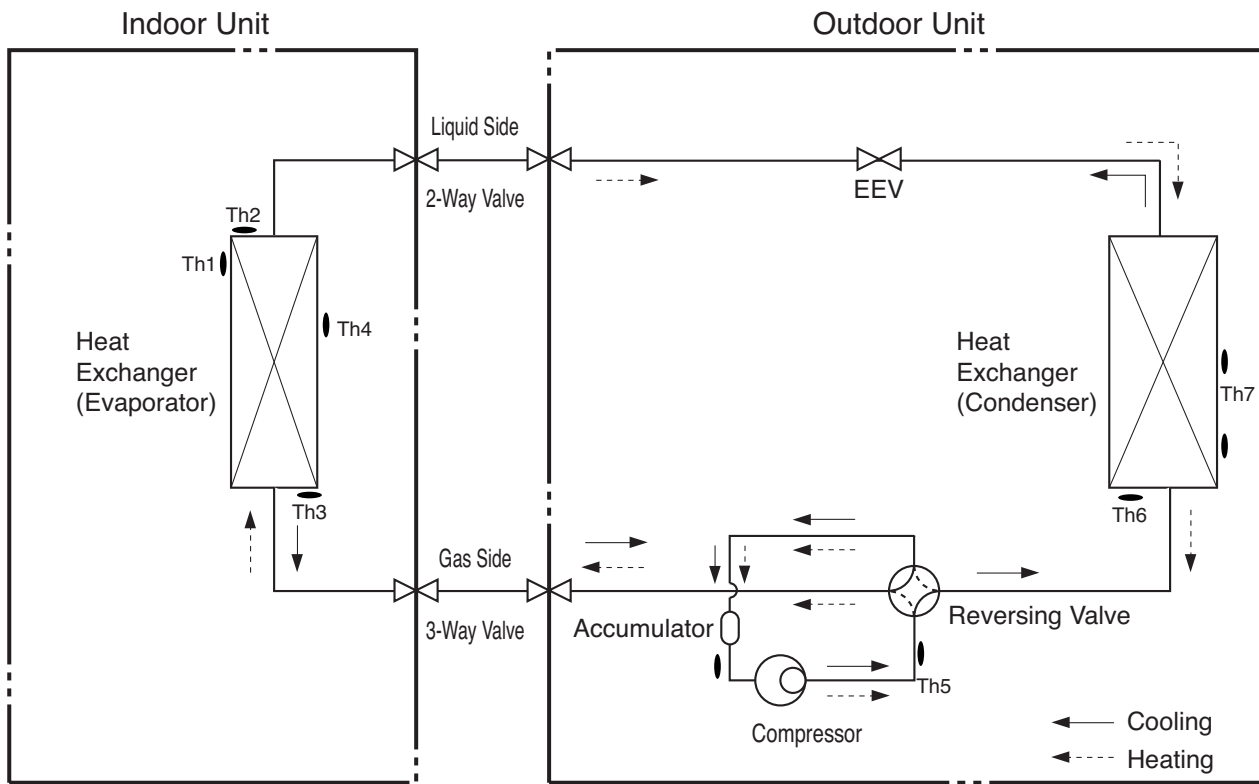 Indoor Unit
Outdoor Unit
Liquid Side
2-Way Valve
EEV
Th2
Th1
Th4
Heat
Exchanger
(Evaporator)
Th3
Heat
Exchanger
(Condenser)
Th7
Th6
Gas Side
3-Way Valve
Accumulator
Reversing Valve
Th5
Compressor
Cooling
Heating